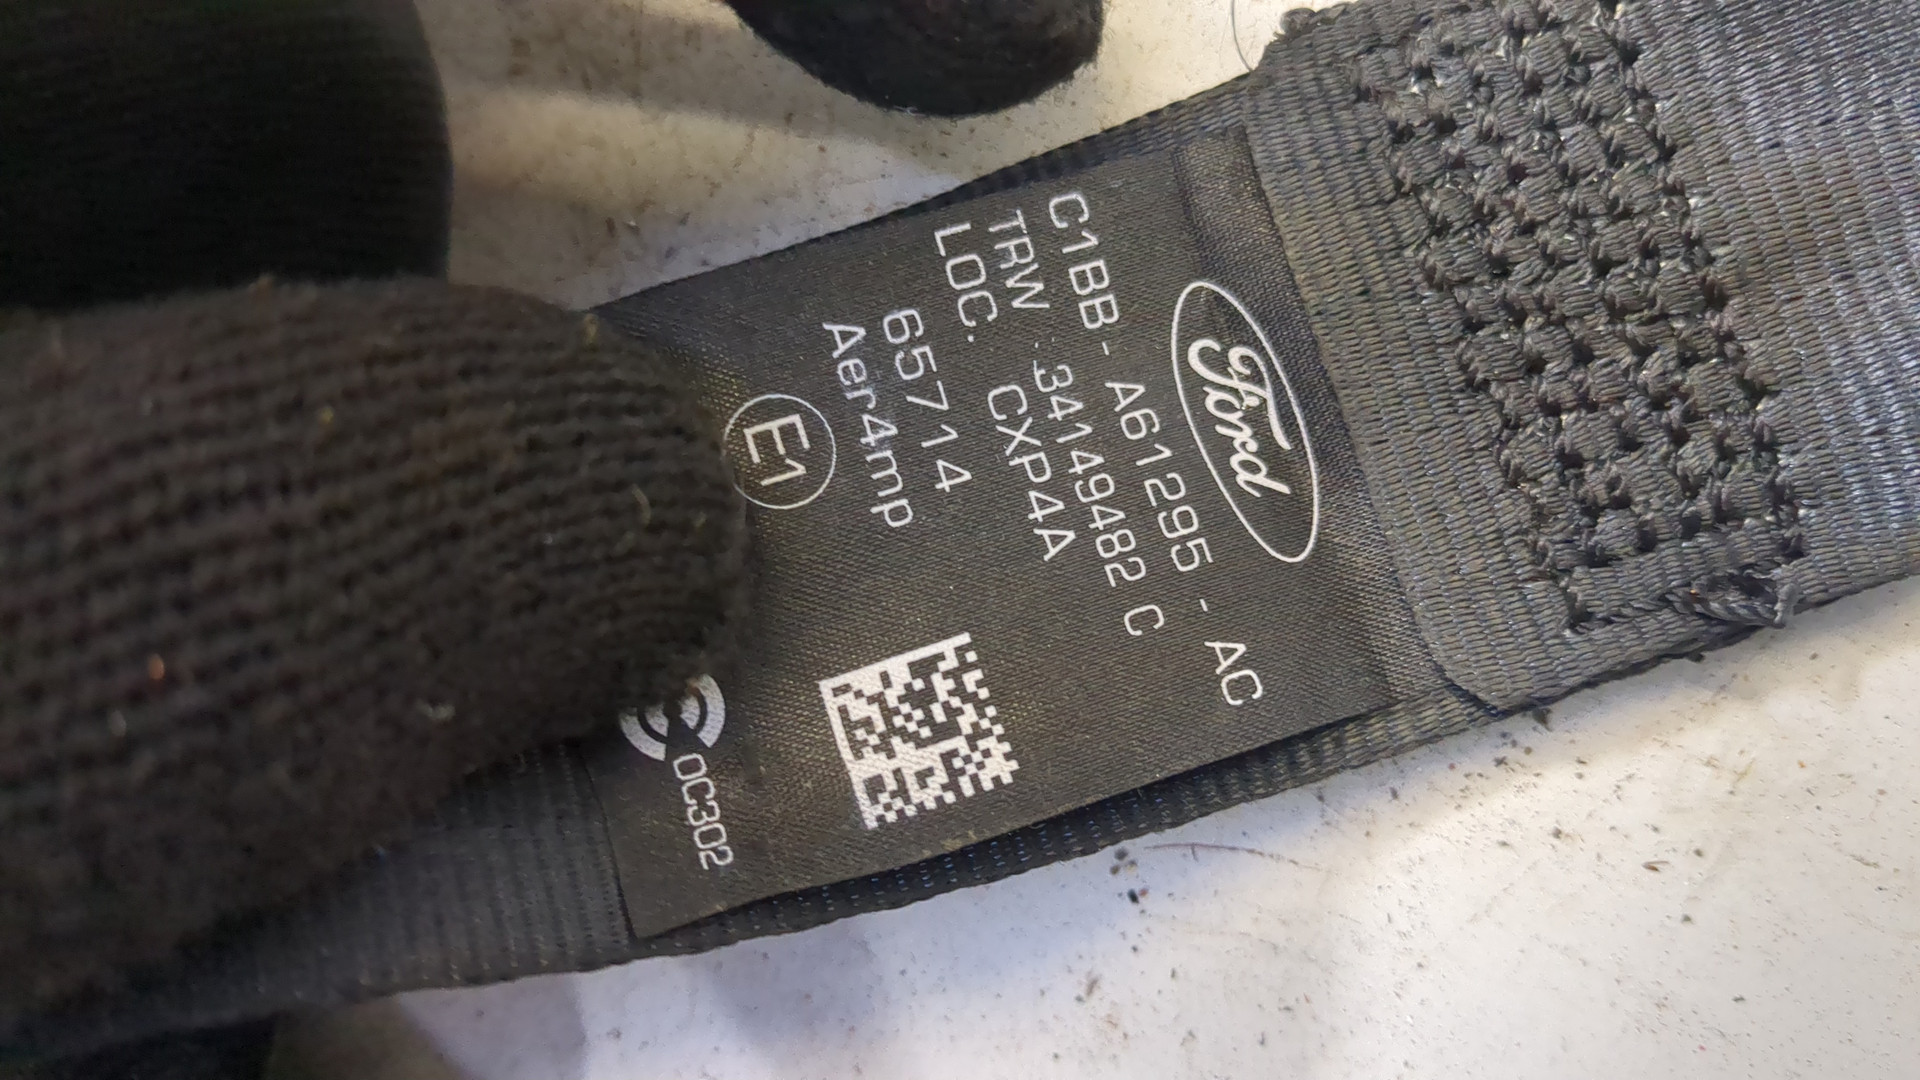 Ford
C1BB-A61295-AC
TRW 34149482 C
LOC. CXP4A
65714
Aer4mp
E1
0C302